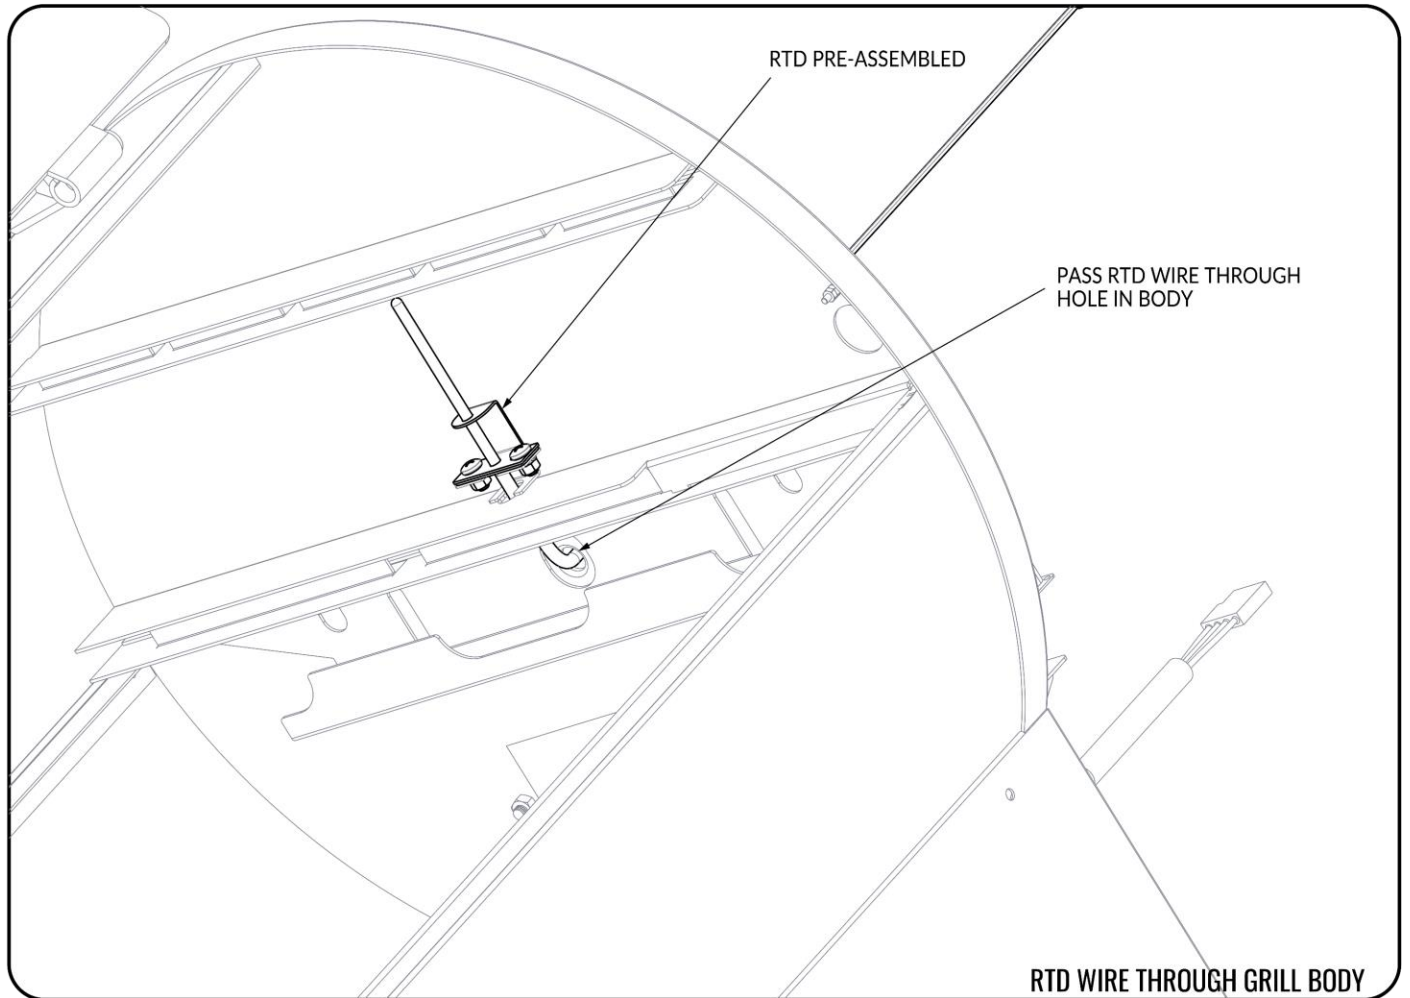 RTD PRE-ASSEMBLED
PASS RTD WIRE THROUGH
HOLE IN BODY
RTD WIRE THROUGH GRILL BODY